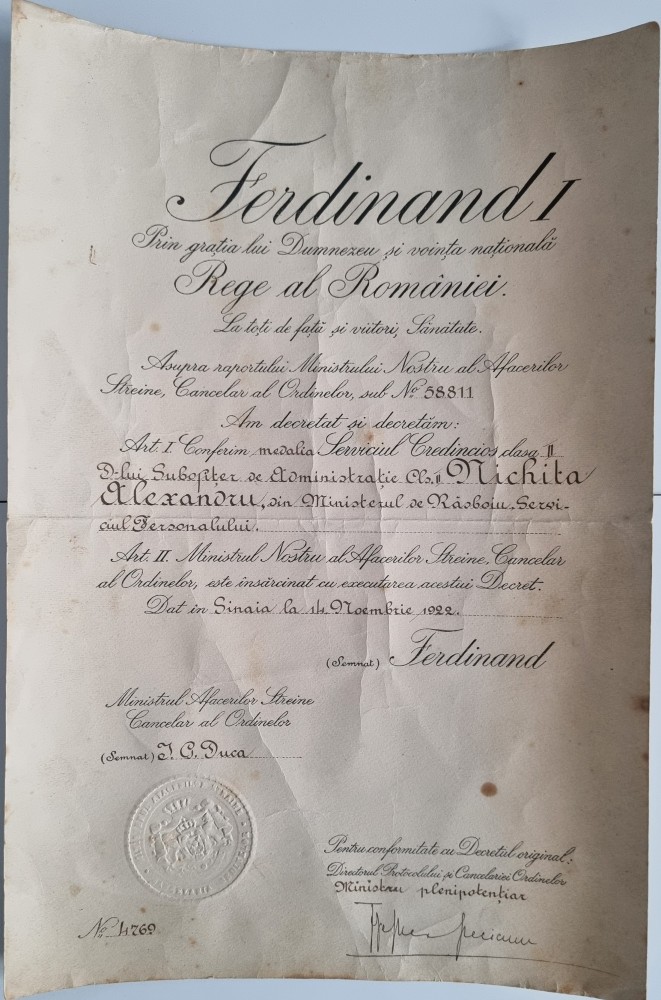 Ferdinand I
Prin grația lui Dumnezeu și voința națională
Rege al României.
La toți de față și viitori, Sănătate.
Asupra raportului Ministrului Nostru al Afacerilor
Streine, Cancelar al Ordinelor, sub No 58811
Am decretat și decretăm:
Art. I. Conferim, medalia Serviciul Credincios clasa II
D-lui Subofițer de Administrație Cls. II Nichita
Alexandru, din Ministerul de Răsboiu. Servi-
ciul Personalului.
Art. II. Ministrul Nostru al Afacerilor Streine, Cancelar
al Ordinelor, este însărcinat cu executarea acestui Decret.
Dat în Sinaia la 14 Noembrie 1922.
(Semnat) Ferdinand
Ministrul Afacerilor Streine
Cancelar al Ordinelor
(Semnat) I. G. Duca
Pentru conformitate cu Decretul original:
Directorul Protocolului și Cancelariei Ordinelor
Ministru plenipotențiar
No 4769